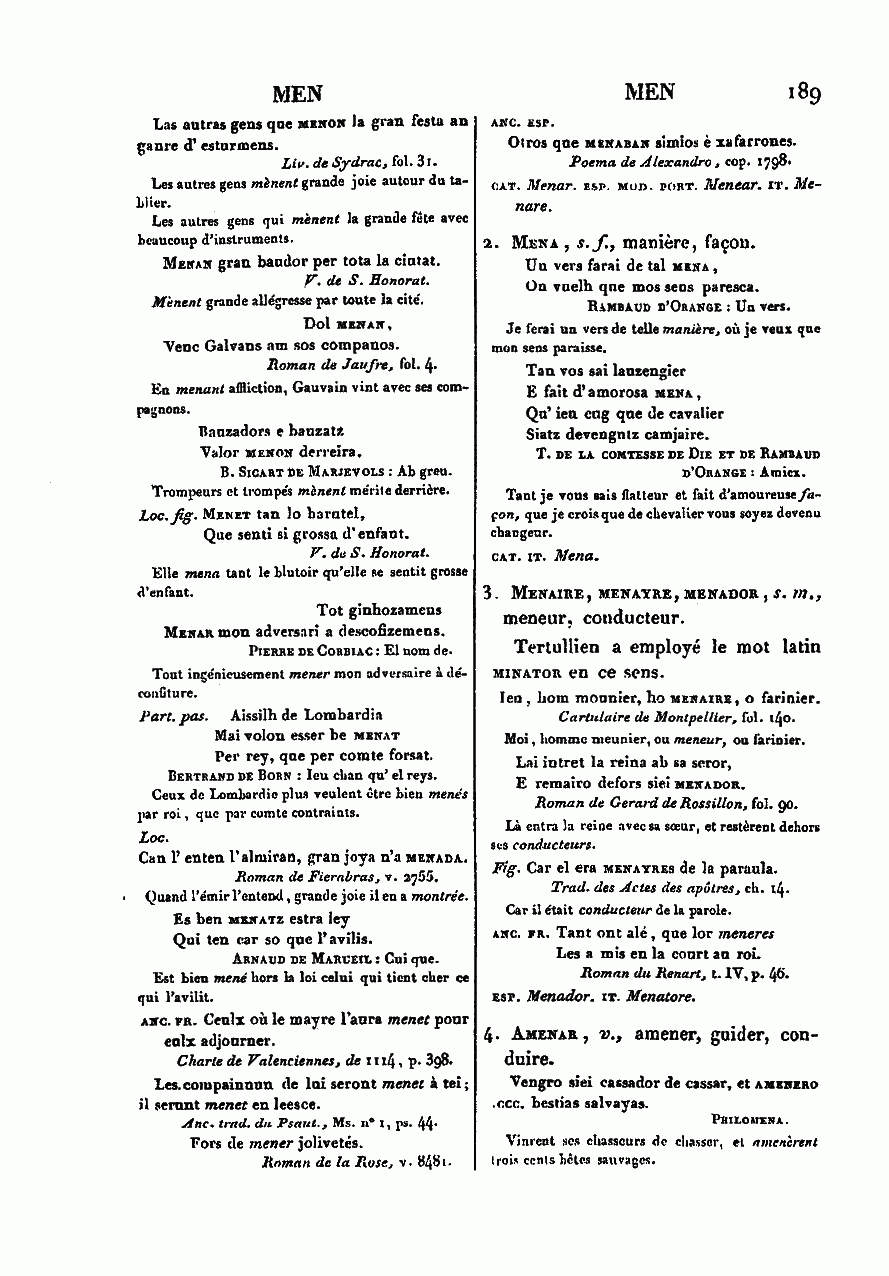 MEN
MEN 189
Las autras gens que MENON la gran festa an
ganre d' esturmens.
Liv. de Sydrac, fol. 31.
Les autres gens mènent grande joie autour du ta-
blier.
Les autres gens qui mènent la grande fête avec
beaucoup d'instruments.
MENAN gran baudor per tota la ciutat.
V. de S. Honorat.
Mènent grande allégresse par toute la cité.
Dol MENAN,
Venc Galvans am sos companos.
Roman de Jaufre, fol. 4.
En menant affliction, Gauvain vint avec ses com-
pagnons.
Bauzadors e bauzatz
Valor MENON derreira.
B. SICART DE MARJEVOLS : Ab greu.
Trompeurs et trompés mènent mérite derrière.
Loc. fig. MENET tan lo barutel,
Que senti si grossa d'enfant.
V. de S. Honorat.
Elle mena tant le blutoir qu'elle se sentit grosse
d'enfant.
Tot ginhozamens
MENAR mon adversari a descofizemens.
PIERRE DE CORBIAC : El nom de.
Tout ingénieusement mener mon adversaire à dé-
confiture.
Part. pas. Aissilh de Lombardia
Mai volon esser be MENAT
Per rey, que per comte forsat.
BERTRAND DE BORN : Ieu chan qu' el reys.
Ceux de Lombardie plus veulent être bien menés
par roi, que par comte contraints.
Loc.
Can l' enten l'almiran, gran joya n'a MENADA.
Roman de Fierabras, v. 2755.
Quand l'émir l'entend, grande joie il en a montrée.
Es ben MENATZ estra ley
Qui ten car so que l'avilis.
ARNAUD DE MARUEIL : Cui que.
Est bien mené hors la loi celui qui tient cher ce
qui l'avilit.
ANC. FR. Ceulx où le mayre l'aura menet pour
eulx adjourner.
Charte de Valenciennes, de 1114, p. 398.
Les compainnun de lui seront menet à tei;
il serunt menet en leesce.
Anc. trad. du Psaut., Ms. n° 1, ps. 44.
Fors de mener jolivetés.
Roman de la Rose, v. 8481.
ANC. ESP.
Otros que MENABAN simios è xafarrones.
Poema de Alexandro, cop. 1798.
CAT. Menar. ESP. MOD. PORT. Menear. IT. Me-
nare.
2. MENA, s. f., manière, façon.
Un vers farai de tal MENA,
On vuelh que mos sens paresca.
RAMBAUD D'ORANGE : Un vers.
Je ferai un vers de telle manière, où je veux que
mon sens paraisse.
Tan vos sai lauzengier
E fait d'amorosa MENA,
Qu' ieu cug que de cavalier
Siatz devengutz camjaire.
T. DE LA COMTESSE DE DIE ET DE RAMBAUD
D'ORANGE : Amicx.
Tant je vous sais flatteur et fait d'amoureuse fa-
çon, que je crois que de chevalier vous soyez devenu
changeur.
CAT. IT. Mena.
3. MENAIRE, MENAYRE, MENADOR, s. m.,
meneur, conducteur.
Tertullien a employé le mot latin
MINATOR en ce sens.
Ieu, hom mounier, ho MENAIRE, o farinier.
Cartulaire de Montpellier, fol. 140.
Moi, homme meunier, ou meneur, ou farinier.
Lai intret la reina ab sa seror,
E remairo defors siei MENADOR.
Roman de Gerard de Rossillon, fol. 90.
Là entra la reine avec sa sœur, et restèrent dehors
ses conducteurs.
Fig. Car el era MENAYRES de la paraula.
Trad. des Actes des apôtres, ch. 14.
Car il était conducteur de la parole.
ANC. FR. Tant ont alé, que lor meneres
Les a mis en la court au roi.
Roman du Renart, t. IV, p. 46.
ESP. Menador. IT. Menatore.
4. AMENAR, v., amener, guider, con-
duire.
Vengro siei cassador de cassar, et AMENERO
.CCC. bestias salvayas.
PHILOMENA.
Vinrent ses chasseurs de chasser, et amenèrent
trois cents bêtes sauvages.